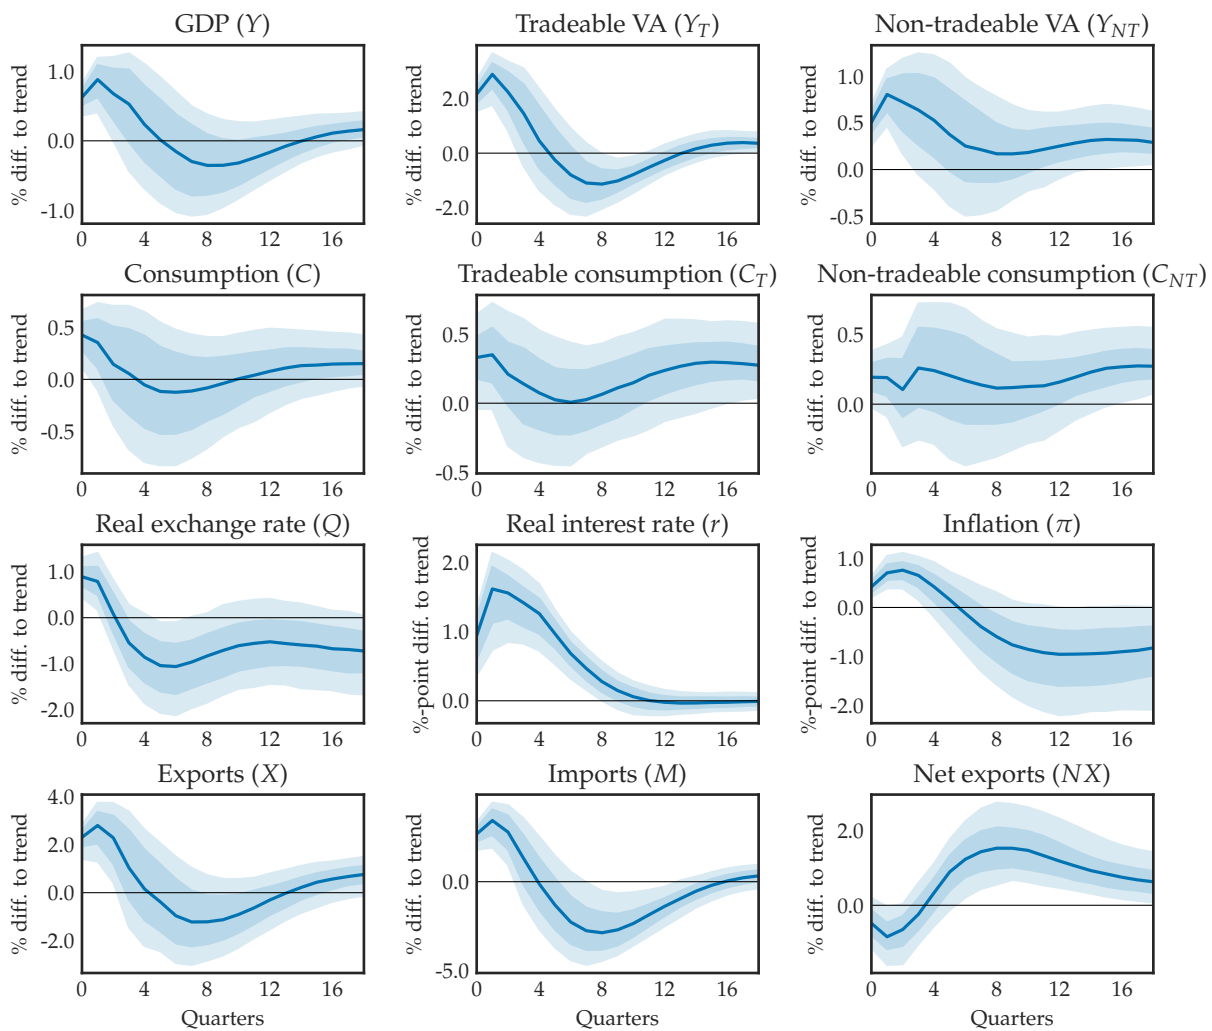 GDP (Y)
% diff. to trend
1.0
0.0
-1.0
0 4 8 12 16
Tradeable VA (Y_T)
% diff. to trend
2.0
0.0
-2.0
0 4 8 12 16
Non-tradeable VA (Y_NT)
% diff. to trend
1.0
0.5
0.0
-0.5
0 4 8 12 16
Consumption (C)
% diff. to trend
0.5
0.0
-0.5
0 4 8 12 16
Tradeable consumption (C_T)
% diff. to trend
0.5
0.0
-0.5
0 4 8 12 16
Non-tradeable consumption (C_NT)
% diff. to trend
0.5
0.0
0 4 8 12 16
Real exchange rate (Q)
% diff. to trend
1.0
0.0
-1.0
-2.0
0 4 8 12 16
Real interest rate (r)
%-point diff. to trend
2.0
1.0
0.0
0 4 8 12 16
Inflation (π)
%-point diff. to trend
1.0
0.0
-1.0
-2.0
0 4 8 12 16
Exports (X)
% diff. to trend
4.0
2.0
0.0
-2.0
0 4 8 12 16
Quarters
Imports (M)
% diff. to trend
0.0
-5.0
0 4 8 12 16
Quarters
Net exports (NX)
% diff. to trend
2.0
0.0
0 4 8 12 16
Quarters